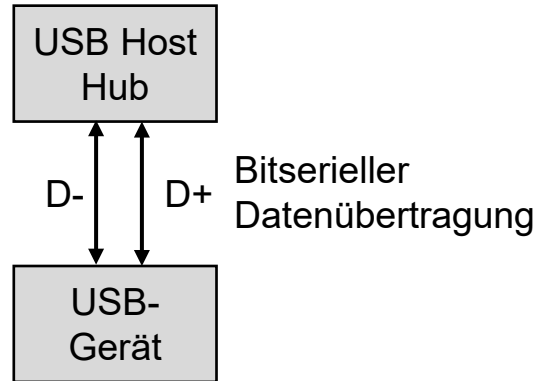 USB Host
Hub
D-
D+
Bitserieller
Datenübertragung
USB-
Gerät